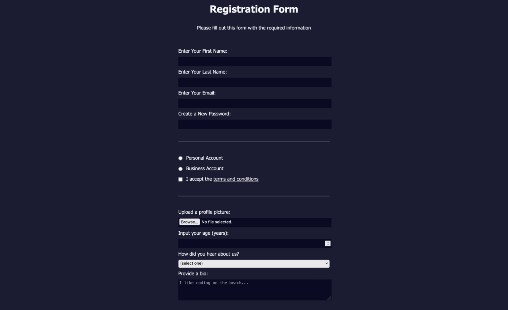 Registration Form
Please fill out this form with the required information
Enter Your First Name:
Enter Your Last Name:
Enter Your Email:
Create a New Password:
Personal Account
Business Account
I accept the terms and conditions
Upload a profile picture:
Browse... No file selected.
Input your age (years):
How did you hear about us?
(select one)
Provide a bio:
I like coding on the beach...